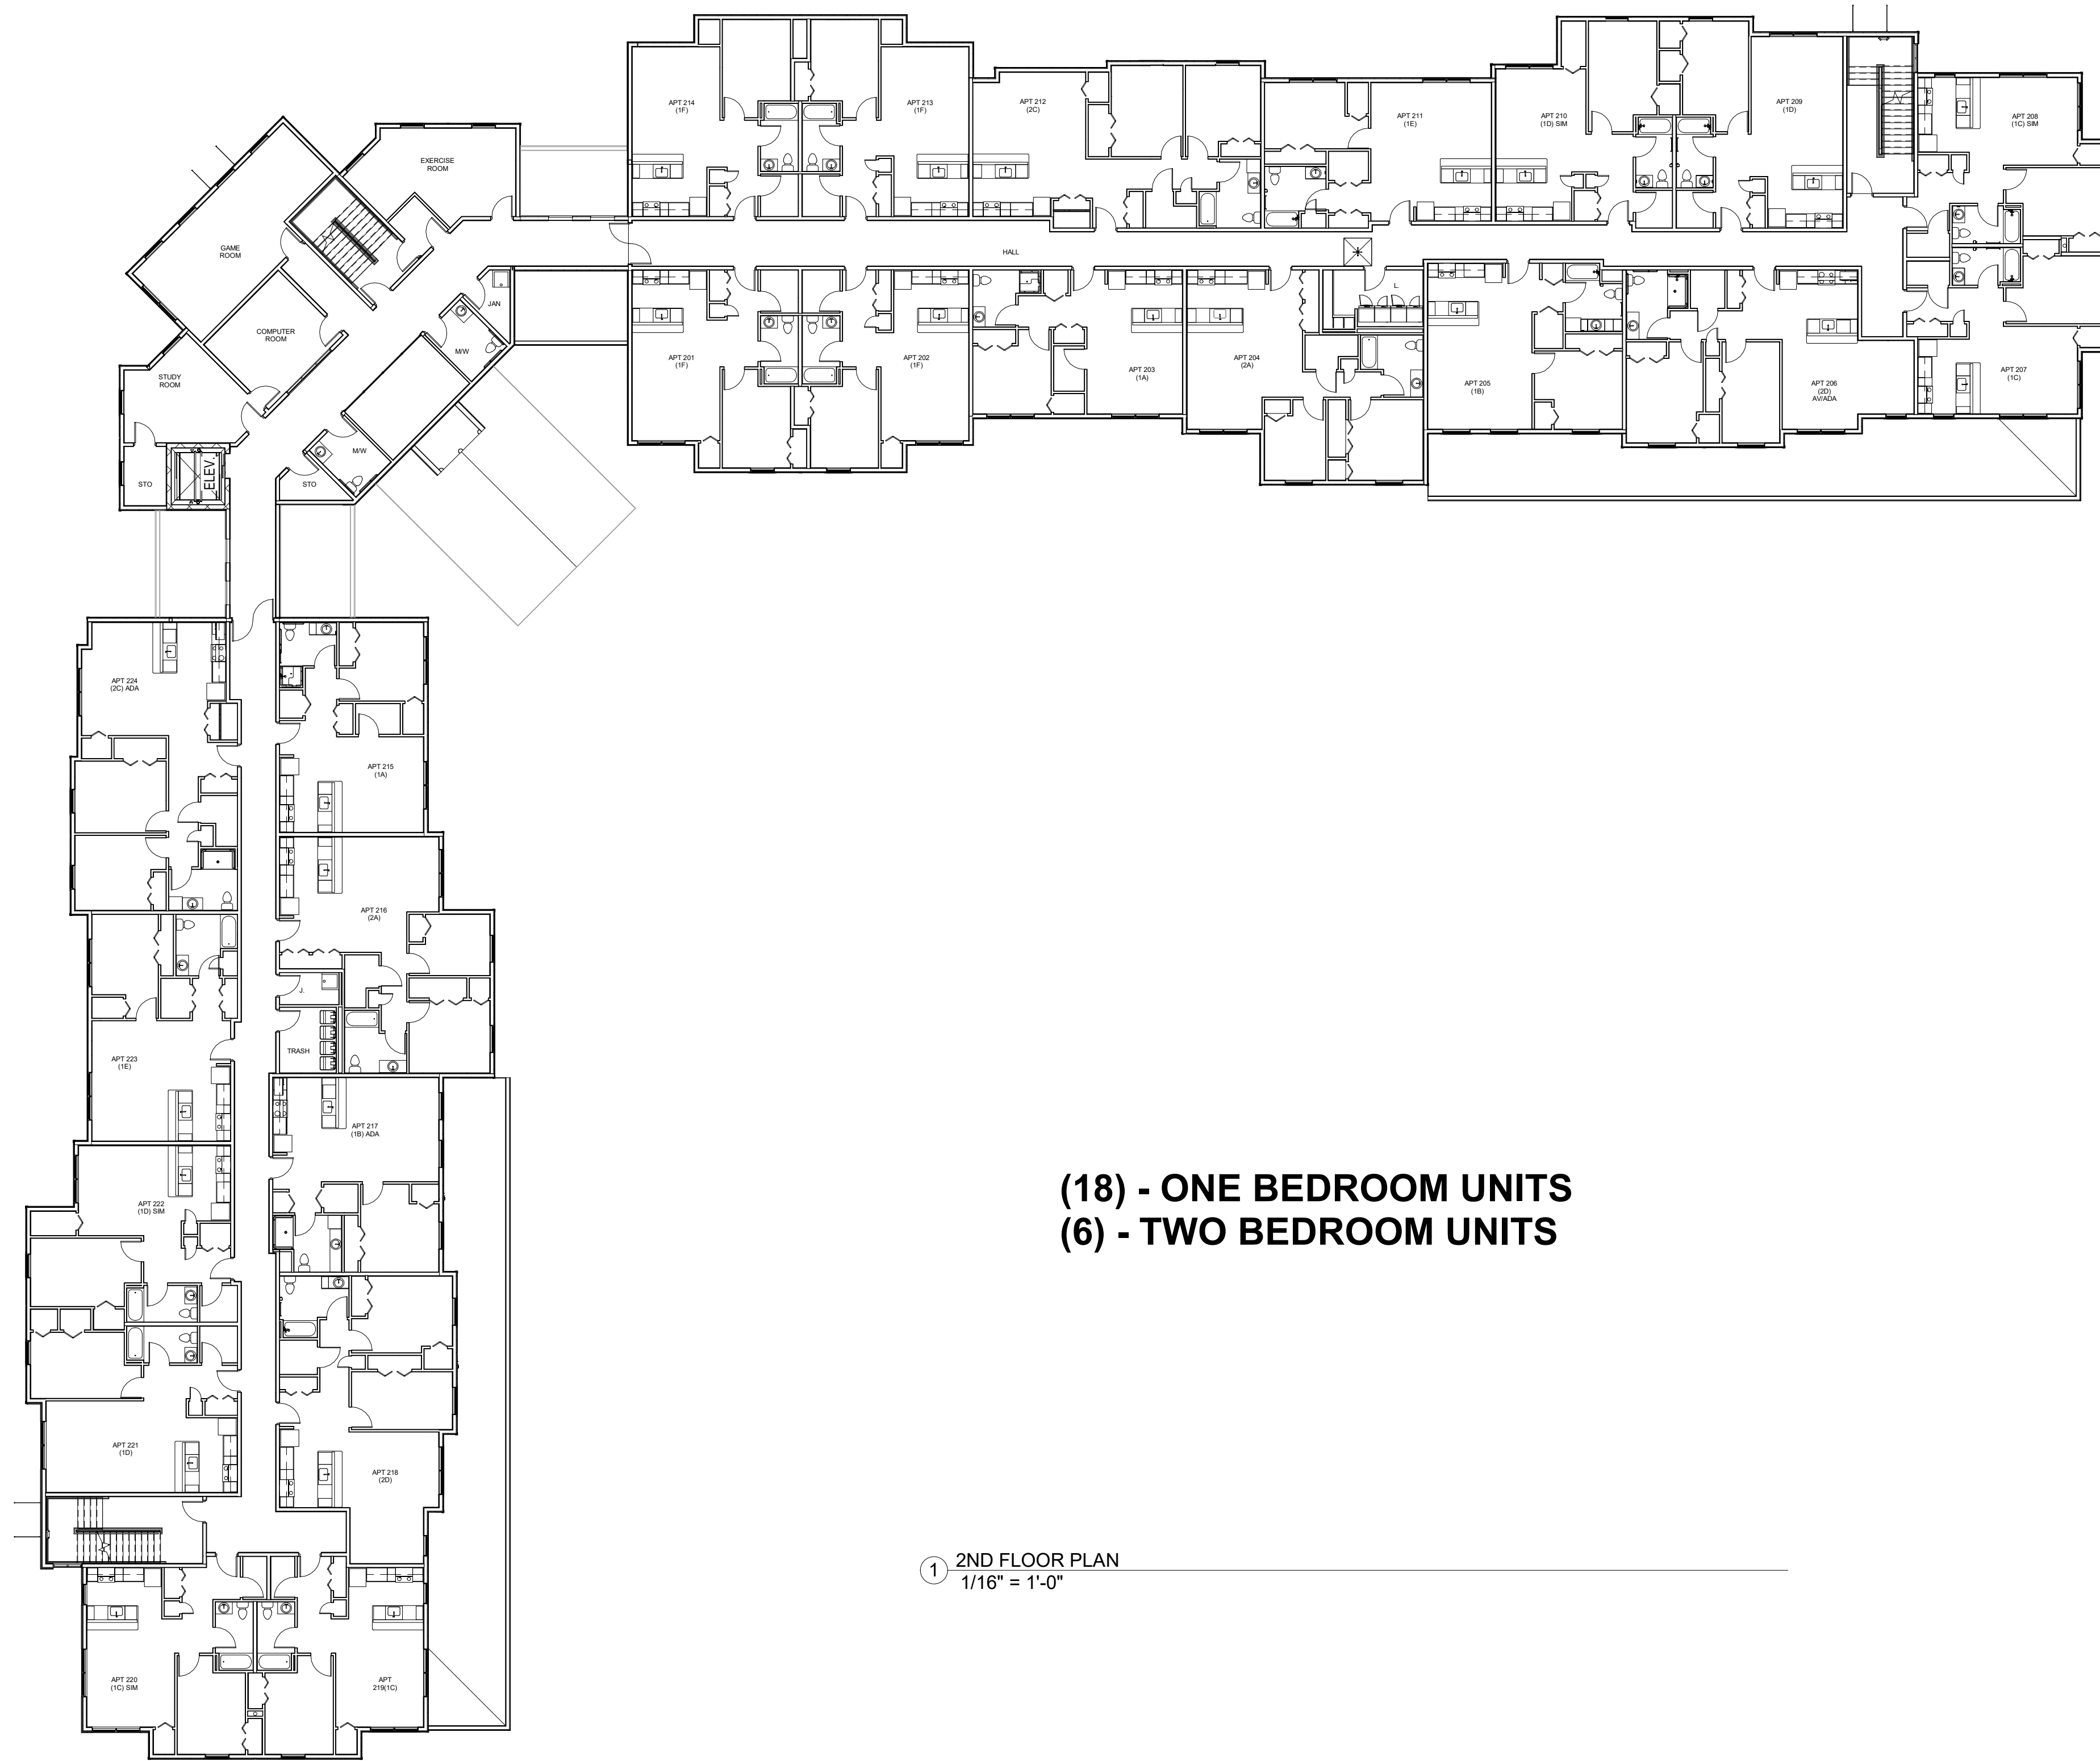 APT 214
(1F)
APT 213
(1F)
APT 212
(2C)
APT 211
(1E)
APT 210
(1D) SIM
APT 209
(1D)
APT 208
(1C) SIM
EXERCISE
ROOM
GAME
ROOM
HALL
JAN
L.
COMPUTER
ROOM
M/W
STUDY
ROOM
APT 201
(1F)
APT 202
(1F)
APT 203
(1A)
APT 204
(2A)
APT 205
(1B)
APT 206
(2D)
AV/ADA
APT 207
(1C)
M/W
STO
ELEV.
STO
APT 224
(2C) ADA
APT 215
(1A)
APT 216
(2A)
J.
TRASH
APT 223
(1E)
APT 217
(1B) ADA
APT 222
(1D) SIM
(18) - ONE BEDROOM UNITS
(6) - TWO BEDROOM UNITS
APT 221
(1D)
APT 218
(2D)
1
2ND FLOOR PLAN
1/16" = 1'-0"
APT 220
(1C) SIM
APT
219(1C)